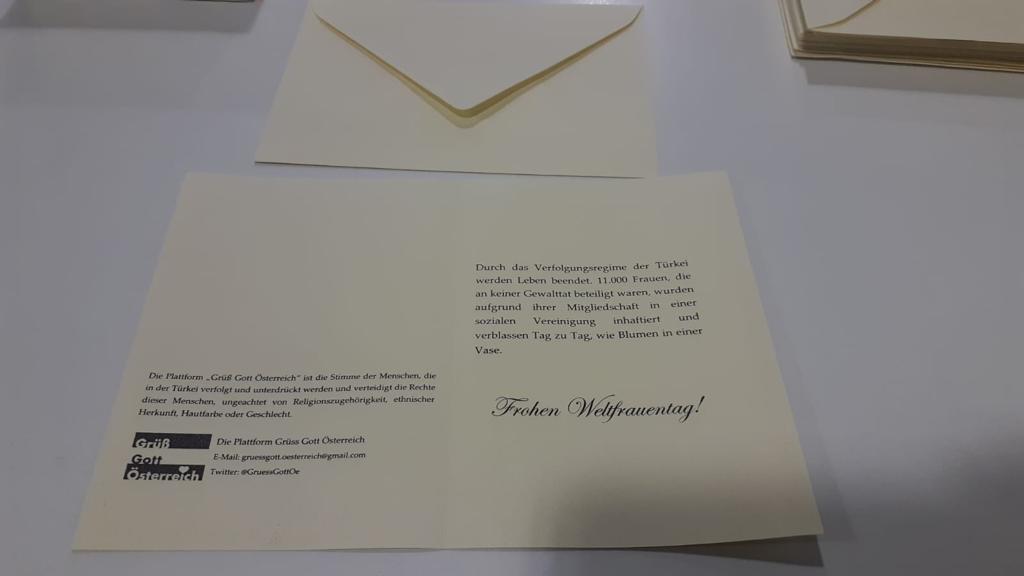 Die Plattform „Grüß Gott Österreich" ist die Stimme der Menschen, die
in der Türkei verfolgt und unterdrückt werden und verteidigt die Rechte
dieser Menschen, ungeachtet von Religionszugehörigkeit, ethnischer
Herkunft, Hautfarbe oder Geschlecht.
Grüß
Gott
Österreich
Die Plattform Grüss Gott Österreich
E-Mail: gruessgott.oesterreich@gmail.com
Twitter: @GruessGottOe
Durch das Verfolgungsregime der Türkei
werden Leben beendet. 11.000 Frauen, die
an keiner Gewalttat beteiligt waren, wurden
aufgrund ihrer Mitgliedschaft in einer
sozialen Vereinigung inhaftiert und
verblassen Tag zu Tag, wie Blumen in einer
Vase.
Frohen Weltfrauentag!